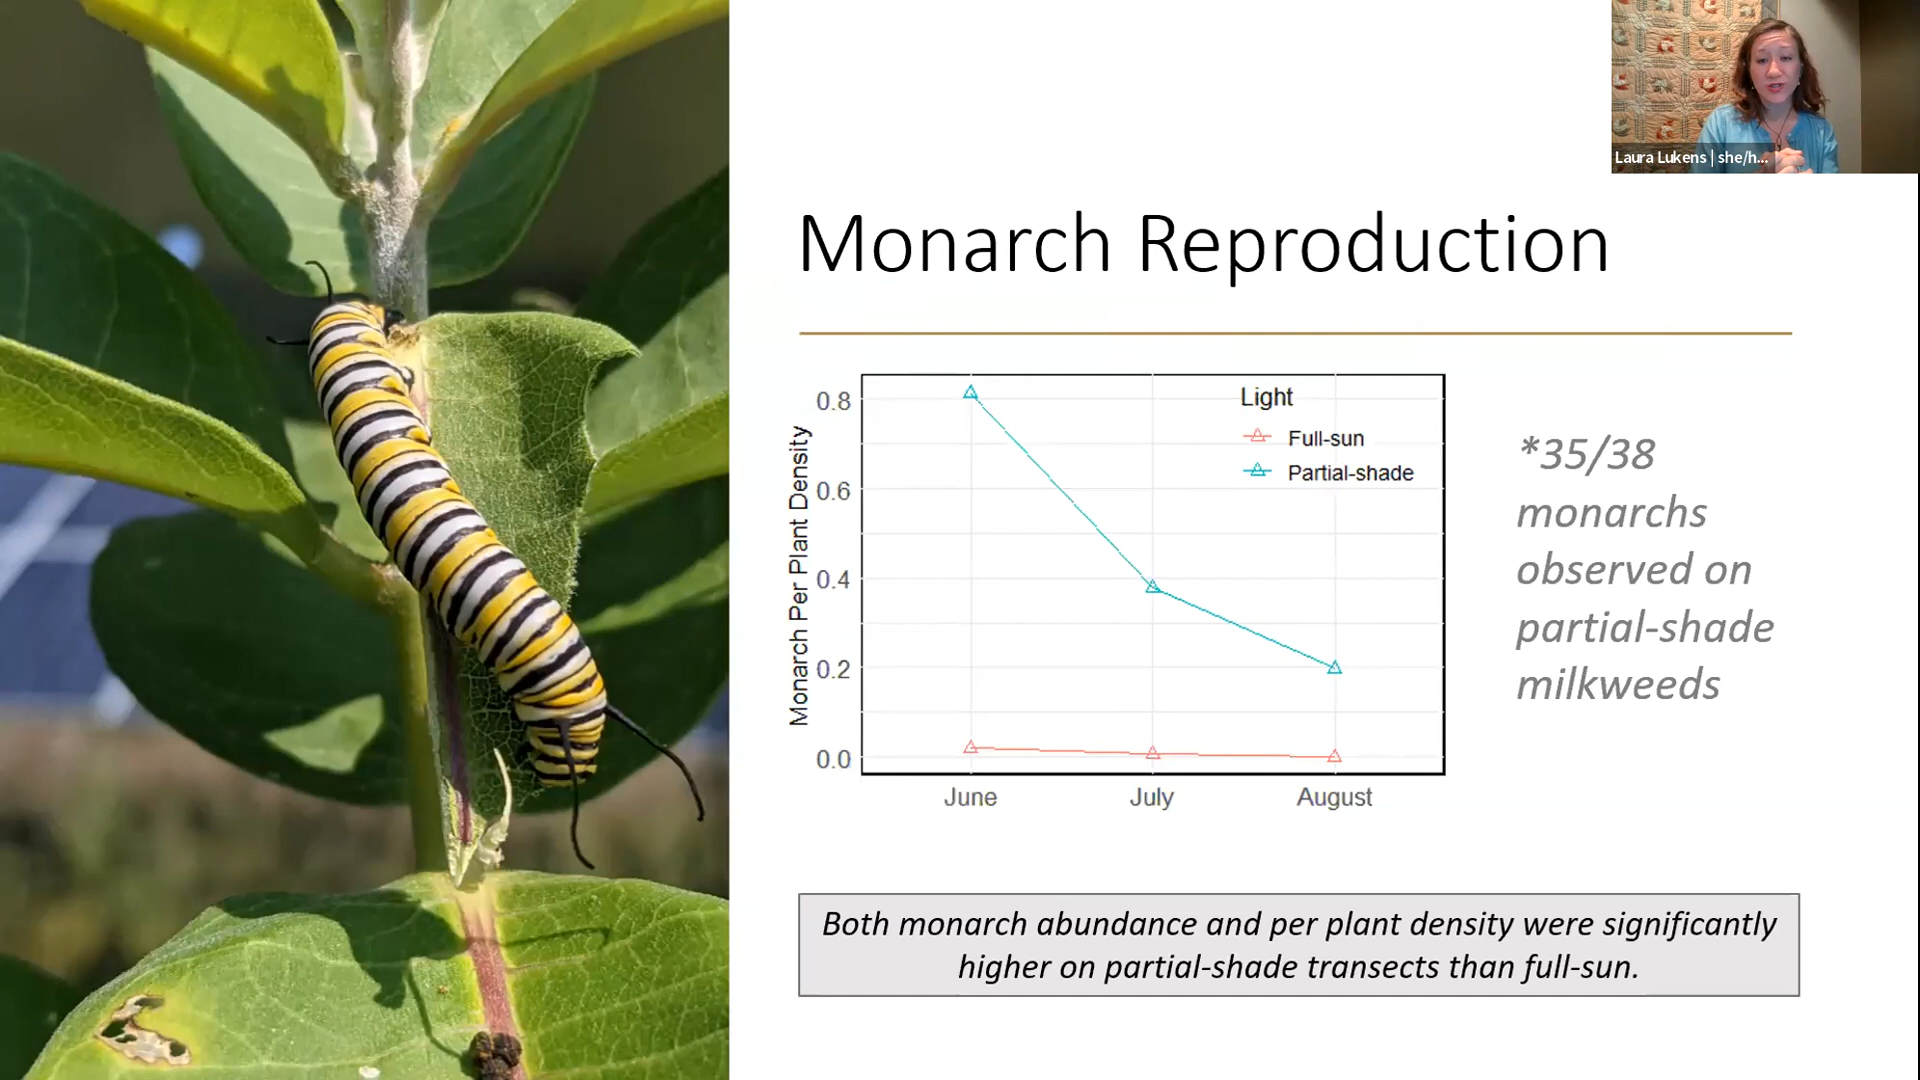 Laura Lukens | she/h...
Monarch Reproduction
Monarch Per Plant Density
0.8
0.6
0.4
0.2
0.0
Light
Full-sun
Partial-shade
June July August
*35/38
monarchs
observed on
partial-shade
milkweeds
Both monarch abundance and per plant density were significantly
higher on partial-shade transects than full-sun.